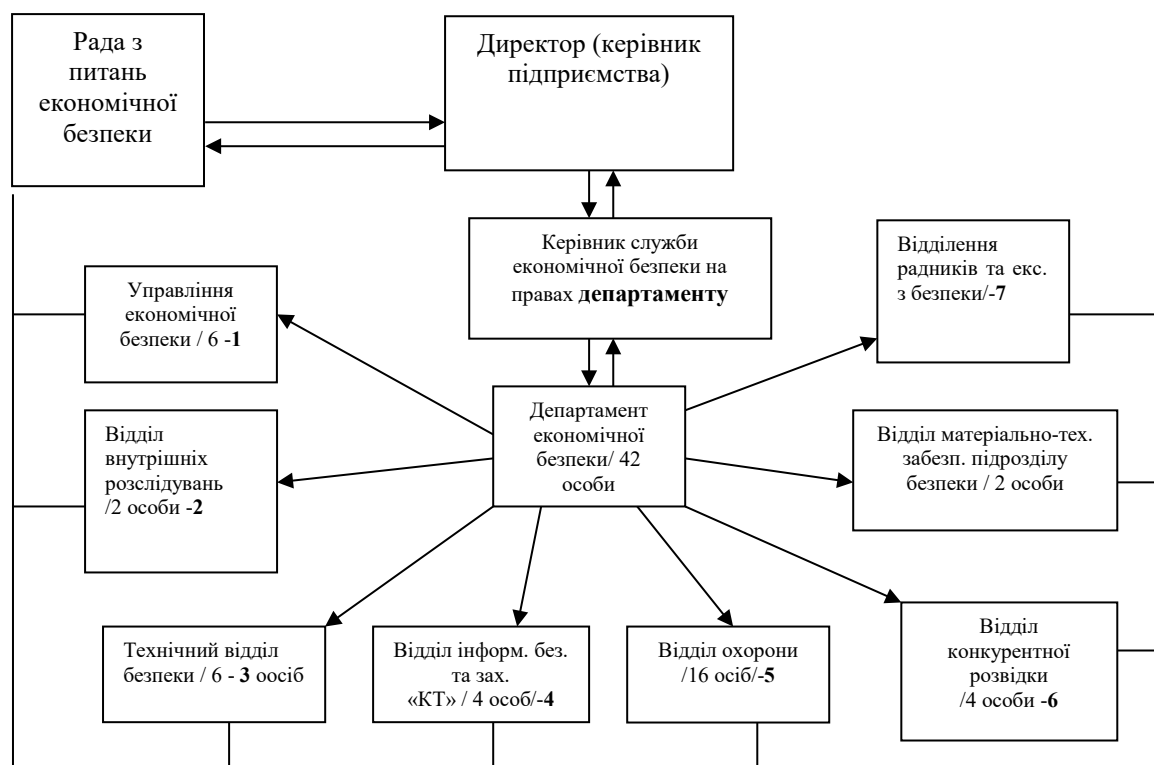 Рада з
питань
економічної
безпеки
Директор (керівник
підприємства)
Керівник служби
економічної безпеки на
правах департаменту
Відділення
радників та екс.
з безпеки/-7
Управління
економічної
безпеки / 6 -1
Департамент
економічної
безпеки/ 42
особи
Відділ
внутрішніх
розслідувань
/2 особи -2
Відділ матеріально-тех.
забезп. підрозділу
безпеки / 2 особи
Технічний відділ
безпеки / 6 - 3 оосіб
Відділ інформ. без.
та зах.
«КТ» / 4 особ/-4
Відділ охорони
/16 осіб/-5
Відділ
конкурентної
розвідки
/4 особи -6